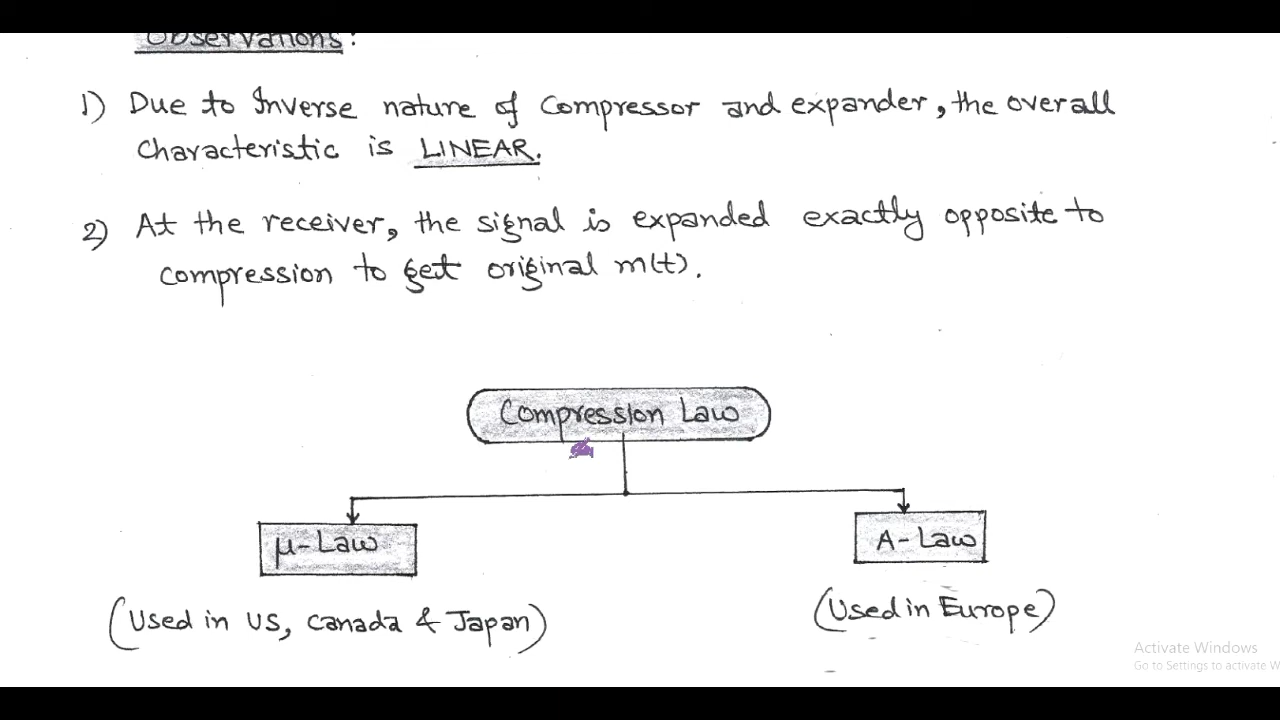 Observations:
1) Due to Inverse nature of Compressor and expander, the overall
characteristic is LINEAR.
2) At the receiver, the signal is expanded exactly opposite to
compression to get original m(t).
Compression Law
μ-Law
A-Law
(Used in US, Canada & Japan)
(Used in Europe)
Activate Windows
Go to Settings to activate W